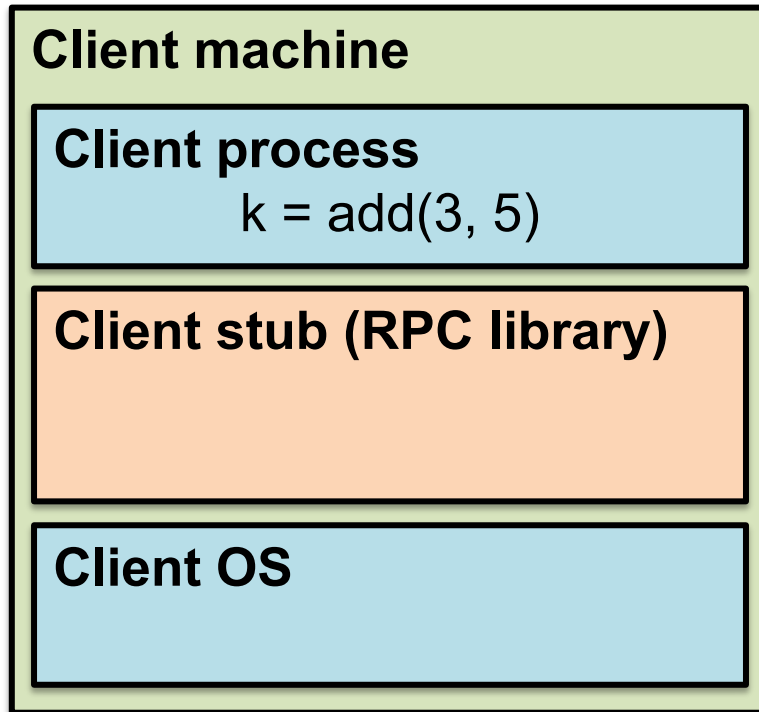 Client machine
Client process
k = add(3, 5)
Client stub (RPC library)
Client OS